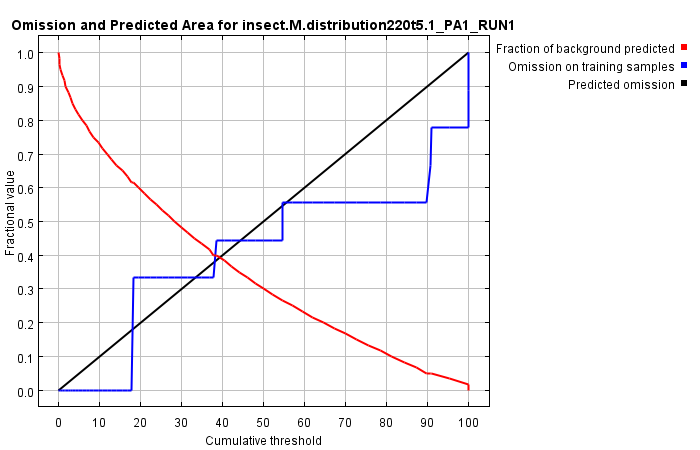 Omission and Predicted Area for insect.M.distribution220t5.1_PA1_RUN1
Fraction of background predicted
Omission on training samples
Predicted omission
Fractional value
1.0
0.9
0.8
0.7
0.6
0.5
0.4
0.3
0.2
0.1
0.0
0 10 20 30 40 50 60 70 80 90 100
Cumulative threshold